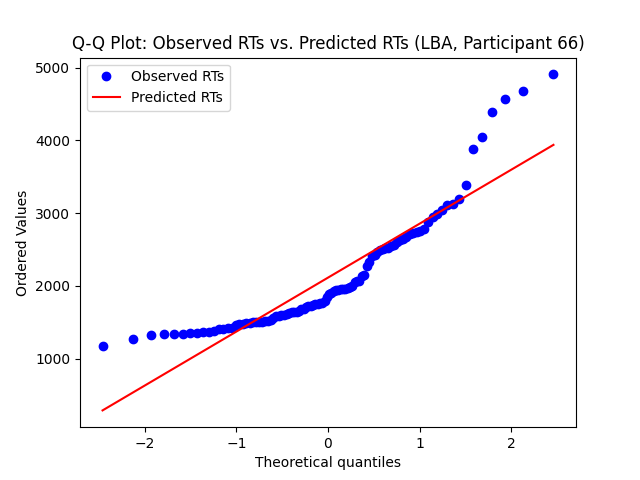 Q-Q Plot: Observed RTs vs. Predicted RTs (LBA, Participant 66)
Observed RTs
Predicted RTs
5000
4000
3000
2000
1000
Ordered Values
−2
−1
0
1
2
Theoretical quantiles